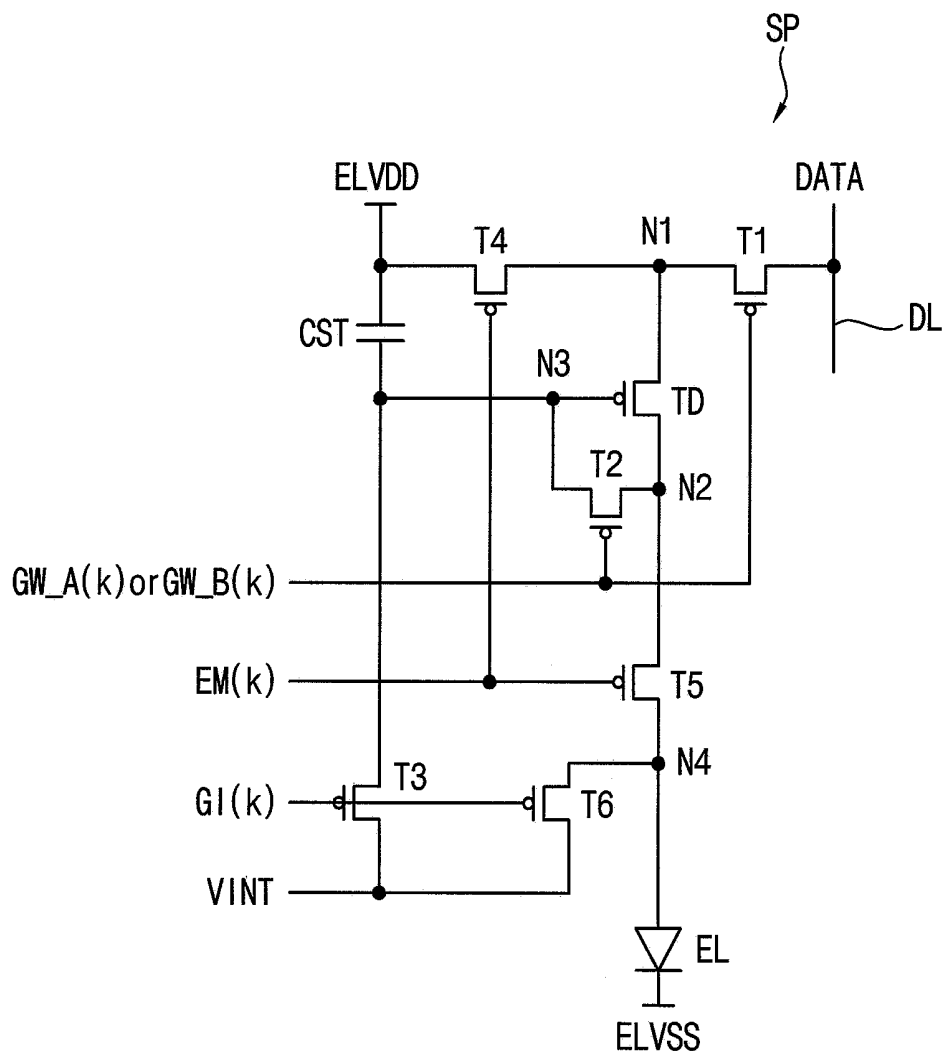 SP
ELVDD
DATA
T4
N1
T1
CST
DL
N3
TD
T2
N2
GW_A(k)orGW_B(k)
EM(k)
T5
N4
T3
GI(k)
T6
VINT
EL
ELVSS